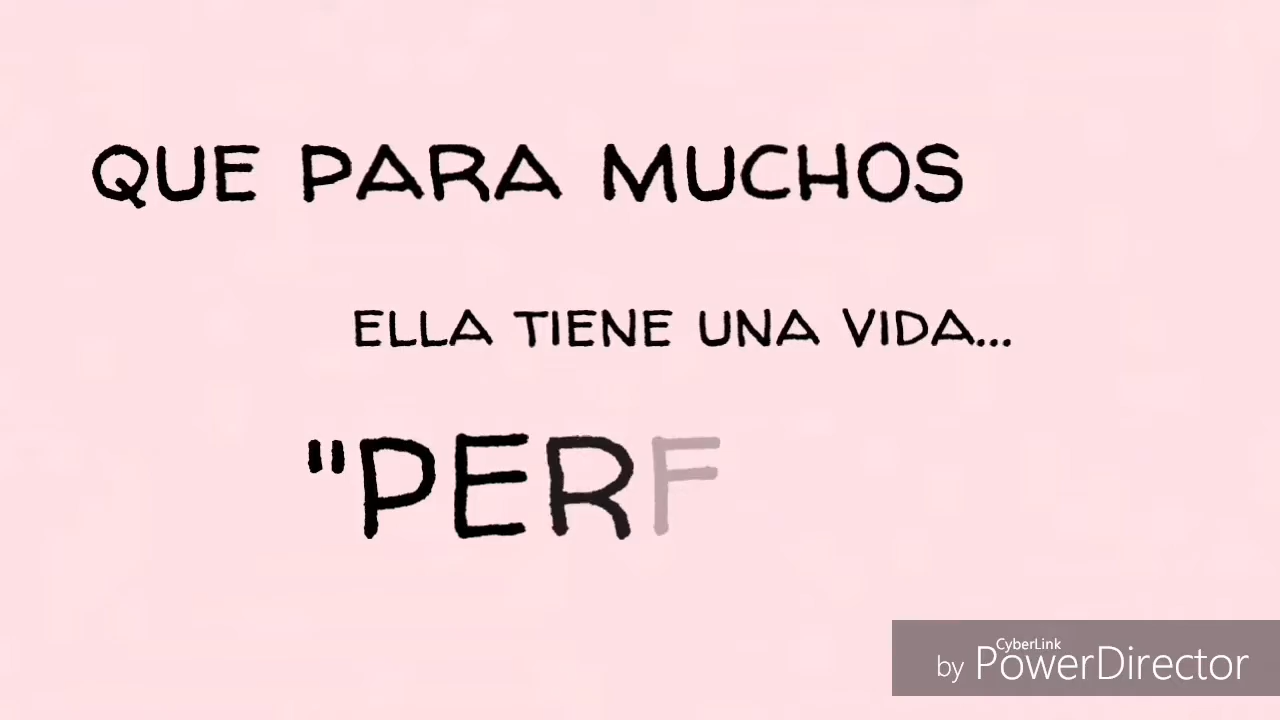 QUE PARA MUCHOS
ELLA TIENE UNA VIDA...
"PERF
by CyberLink PowerDirector